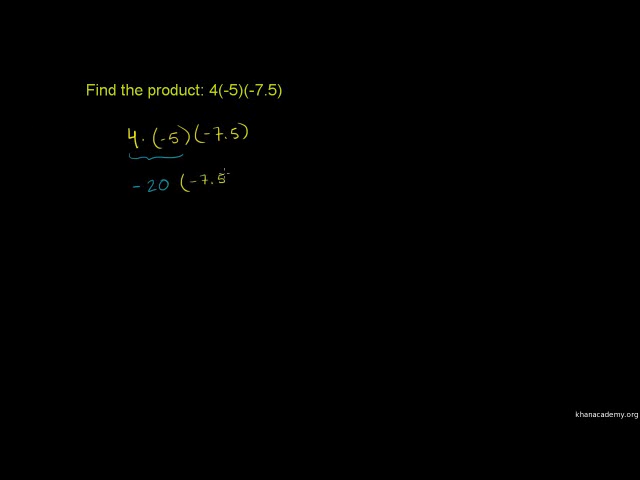 Find the product: 4(-5)(-7.5)
4·(-5)(-7.5)
-20 (-7.5
khanacademy.org